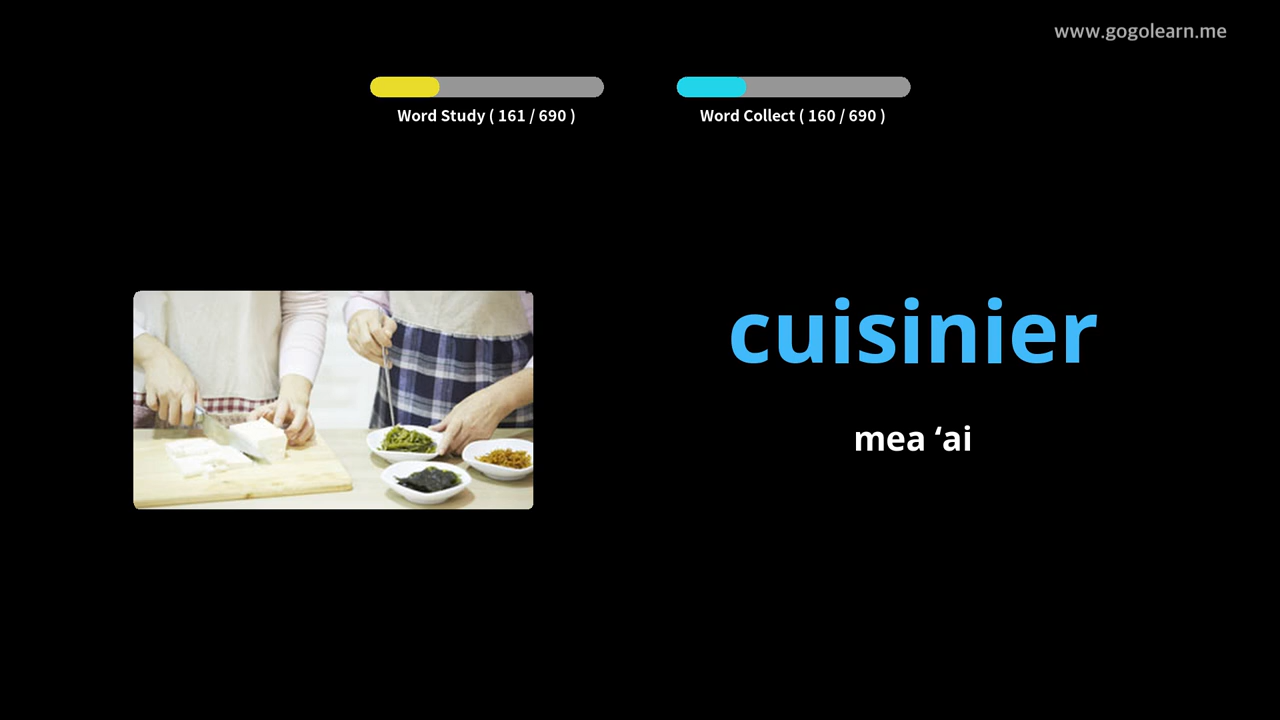 www.gogolearn.me
Word Study ( 161 / 690 )
Word Collect ( 160 / 690 )
cuisinier
mea ‘ai